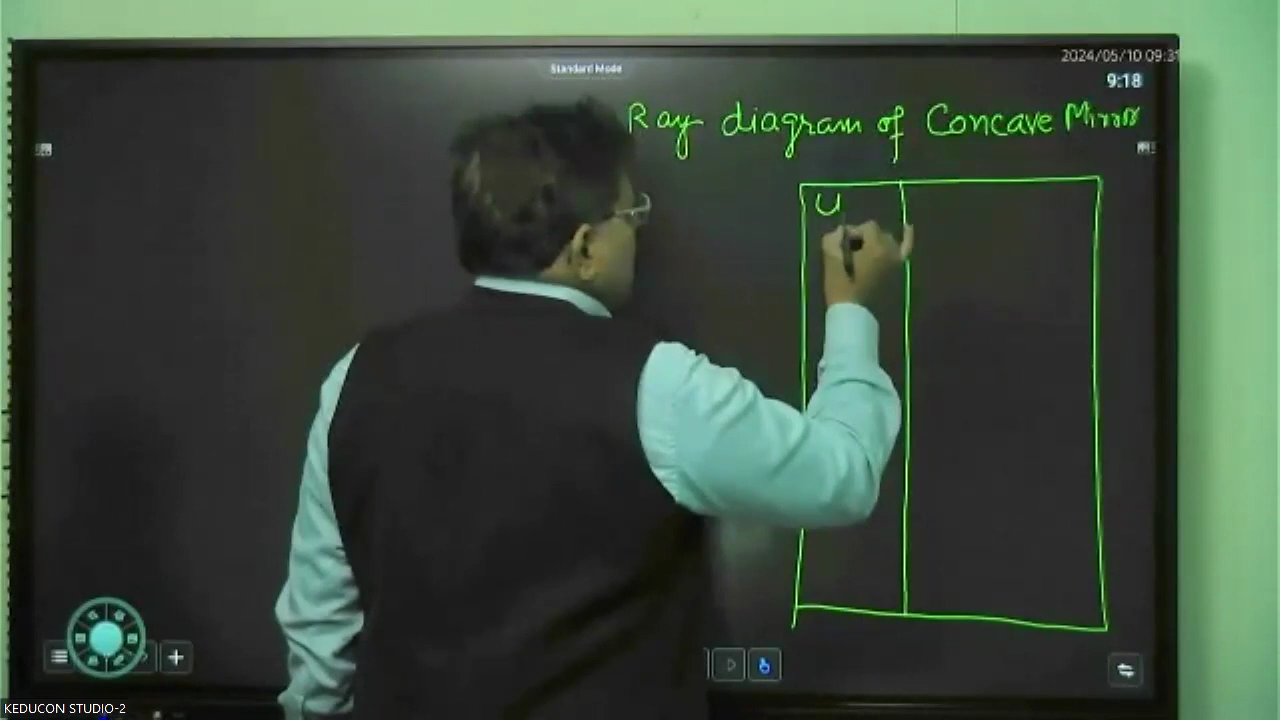 2024/05/10 09:31
Standard Mode
9:18
Ray diagram of Concave Mirror
u
KEDUCON STUDIO-2